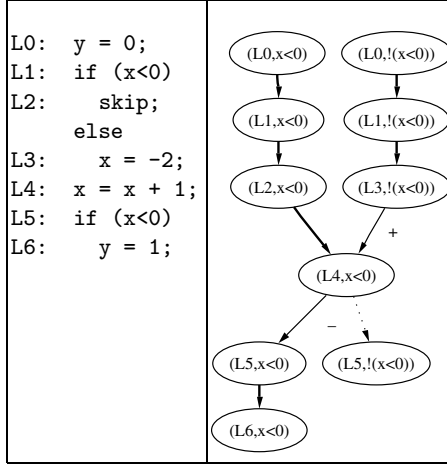 L0: y = 0;
L1: if (x<0)
L2: skip;
else
L3: x = -2;
L4: x = x + 1;
L5: if (x<0)
L6: y = 1;
(L0,x<0) (L0,!(x<0))
(L1,x<0) (L1,!(x<0))
(L2,x<0) (L3,!(x<0))
+
(L4,x<0)
−
(L5,x<0) (L5,!(x<0))
(L6,x<0)